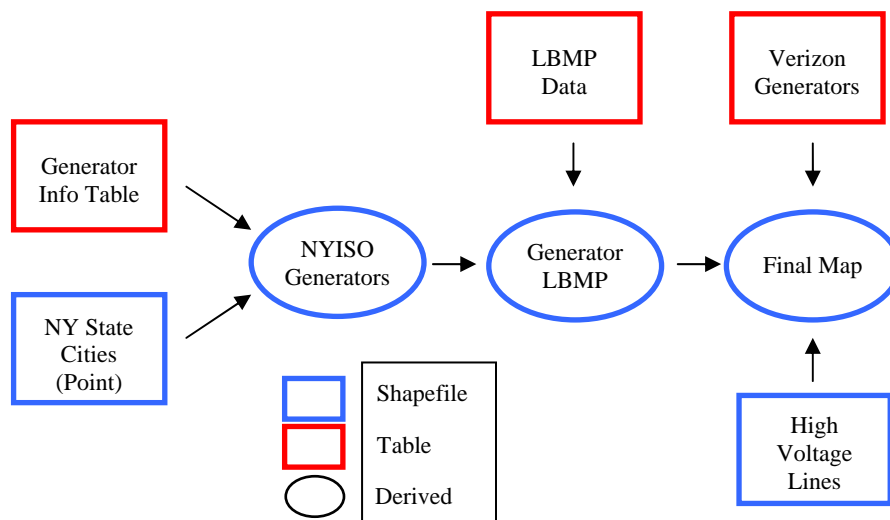 LBMP
Data
Verizon
Generators
Generator
Info Table
NYISO
Generators
Generator
LBMP
Final Map
NY State
Cities
(Point)
Shapefile
Table
Derived
High
Voltage
Lines